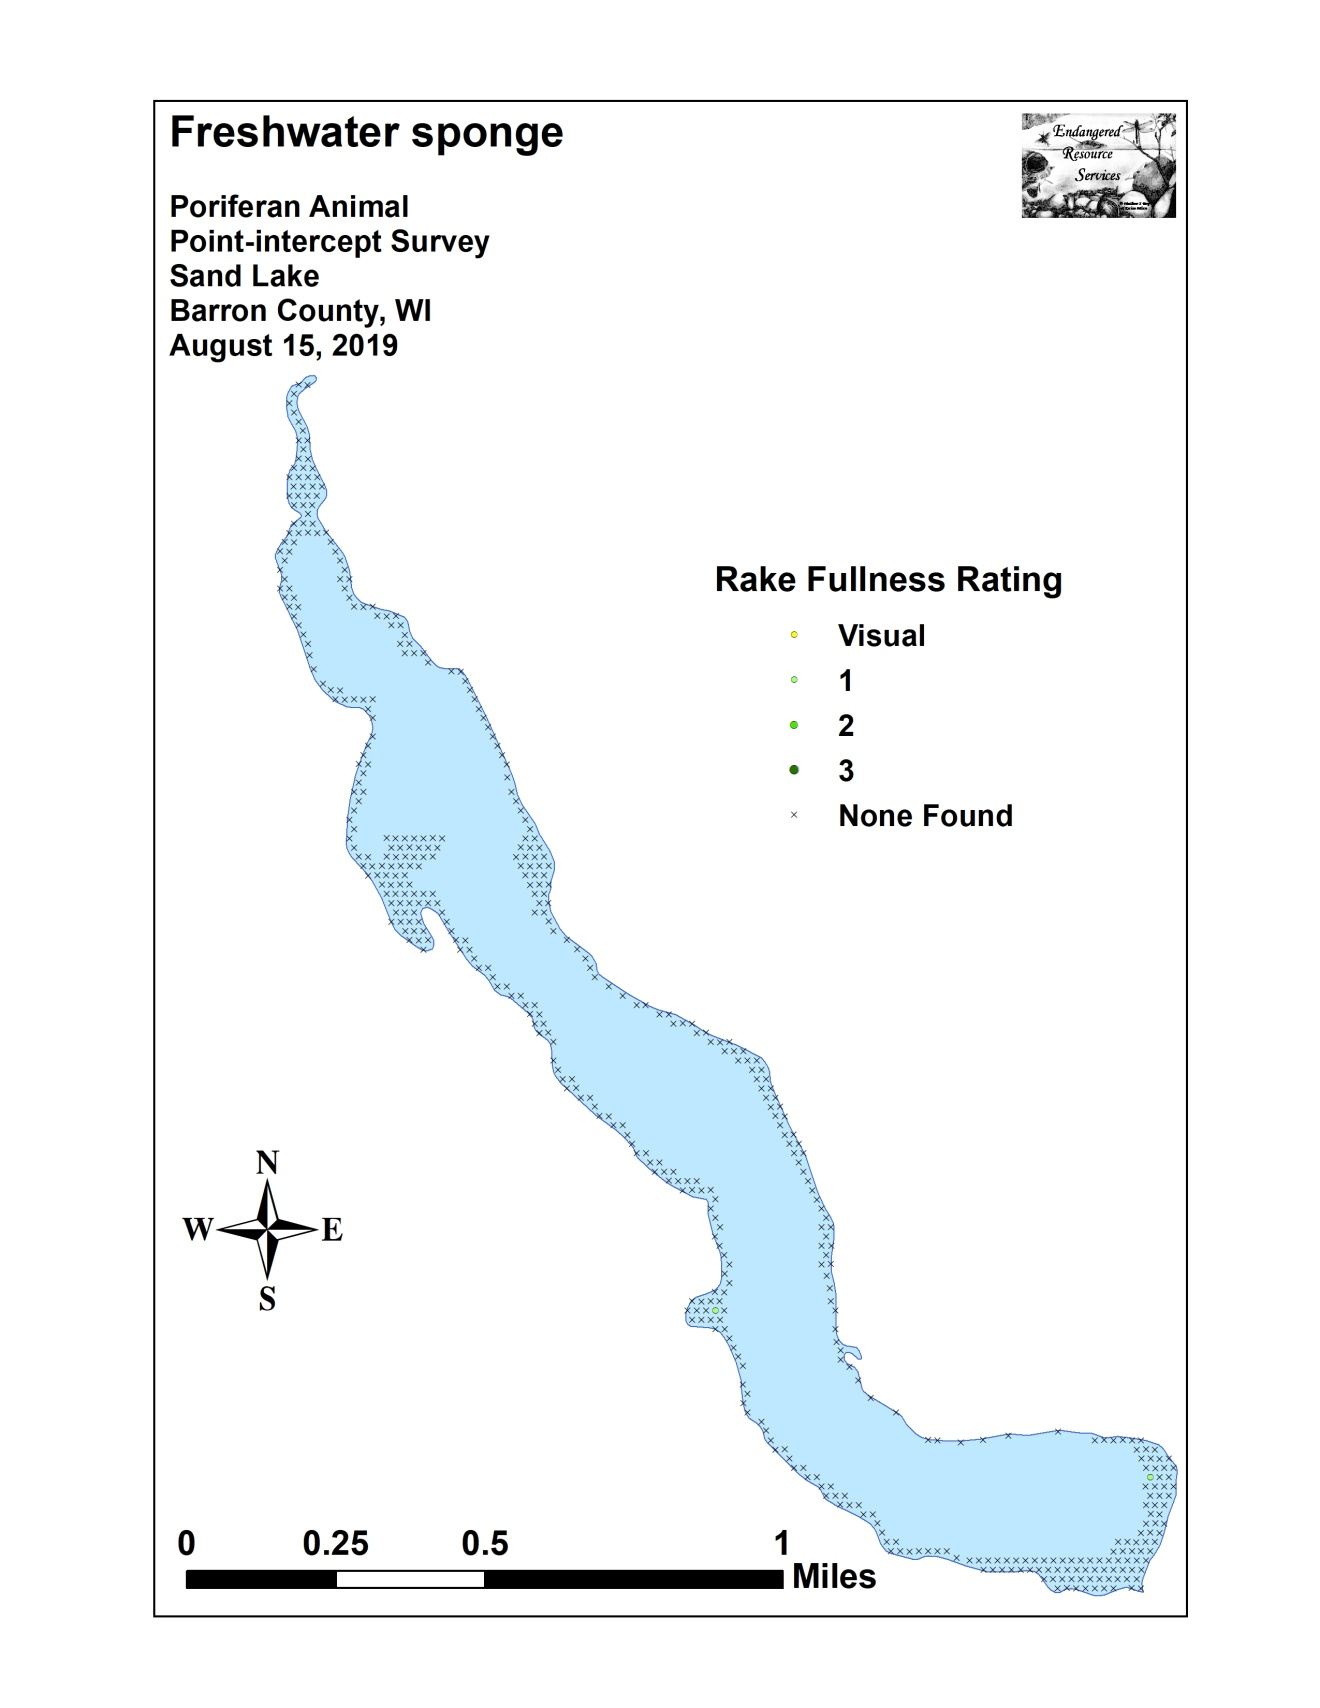 Freshwater sponge
Endangered
Resource
Services
Poriferan Animal
Point-intercept Survey
Sand Lake
Barron County, WI
August 15, 2019
Rake Fullness Rating
Visual
1
2
3
None Found
N
W E
S
0 0.25 0.5 1
Miles